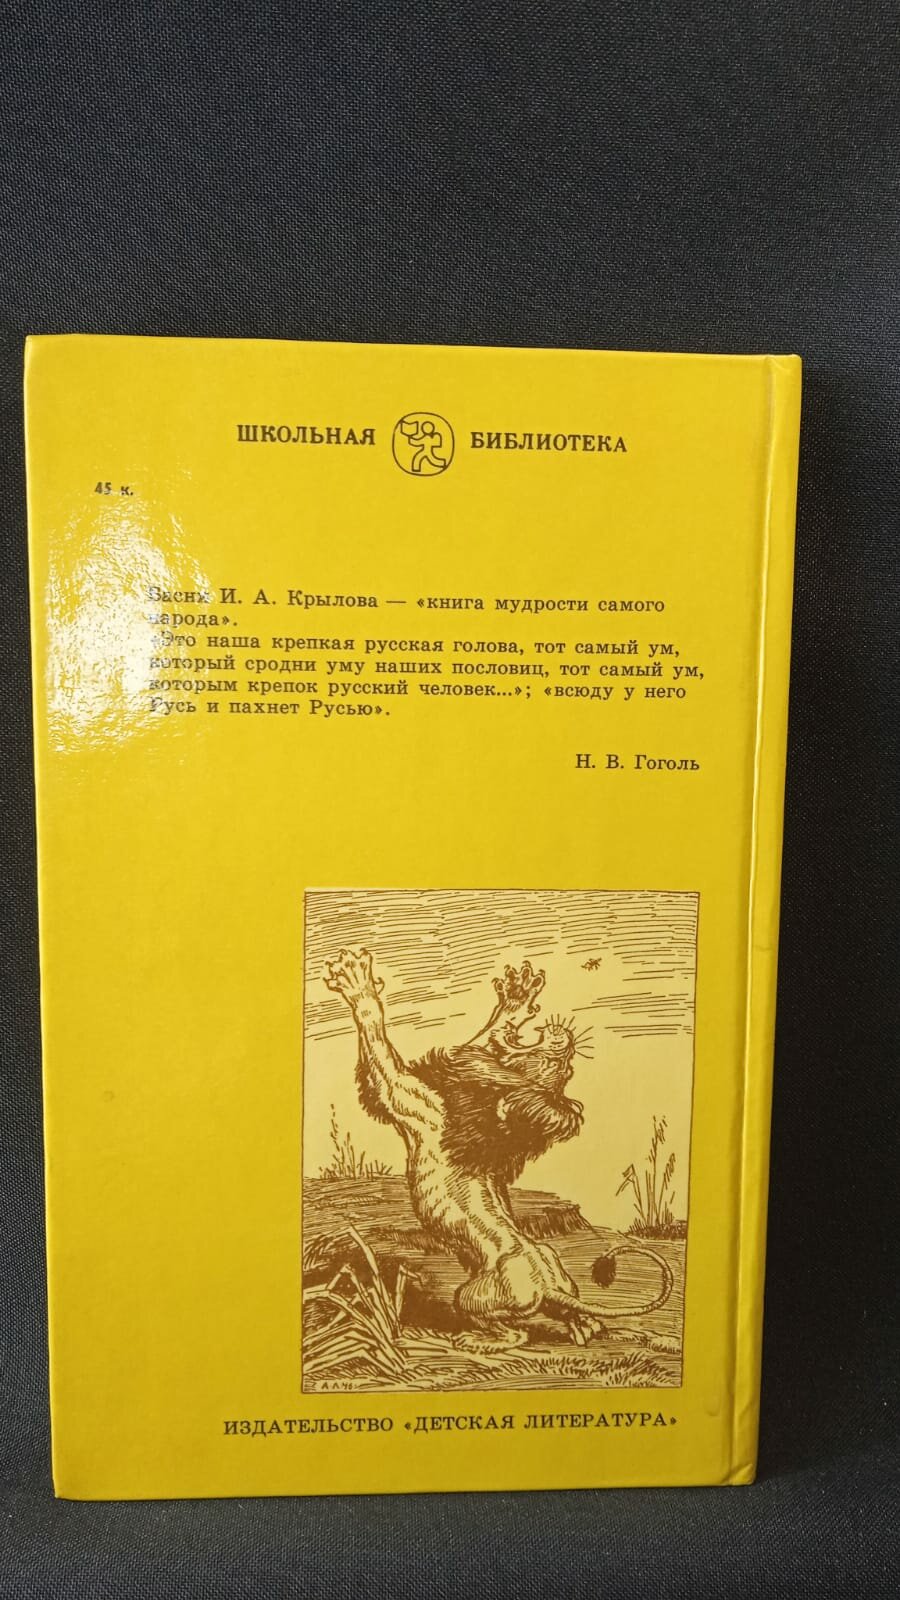 ШКОЛЬНАЯ БИБЛИОТЕКА
45 к.
Басни И. А. Крылова — «книга мудрости самого
народа».
«Это наша крепкая русская голова, тот самый ум,
который сродни уму наших пословиц, тот самый ум,
которым крепок русский человек...»; «всюду у него
Русь и пахнет Русью».
Н. В. Гоголь
ИЗДАТЕЛЬСТВО «ДЕТСКАЯ ЛИТЕРАТУРА»